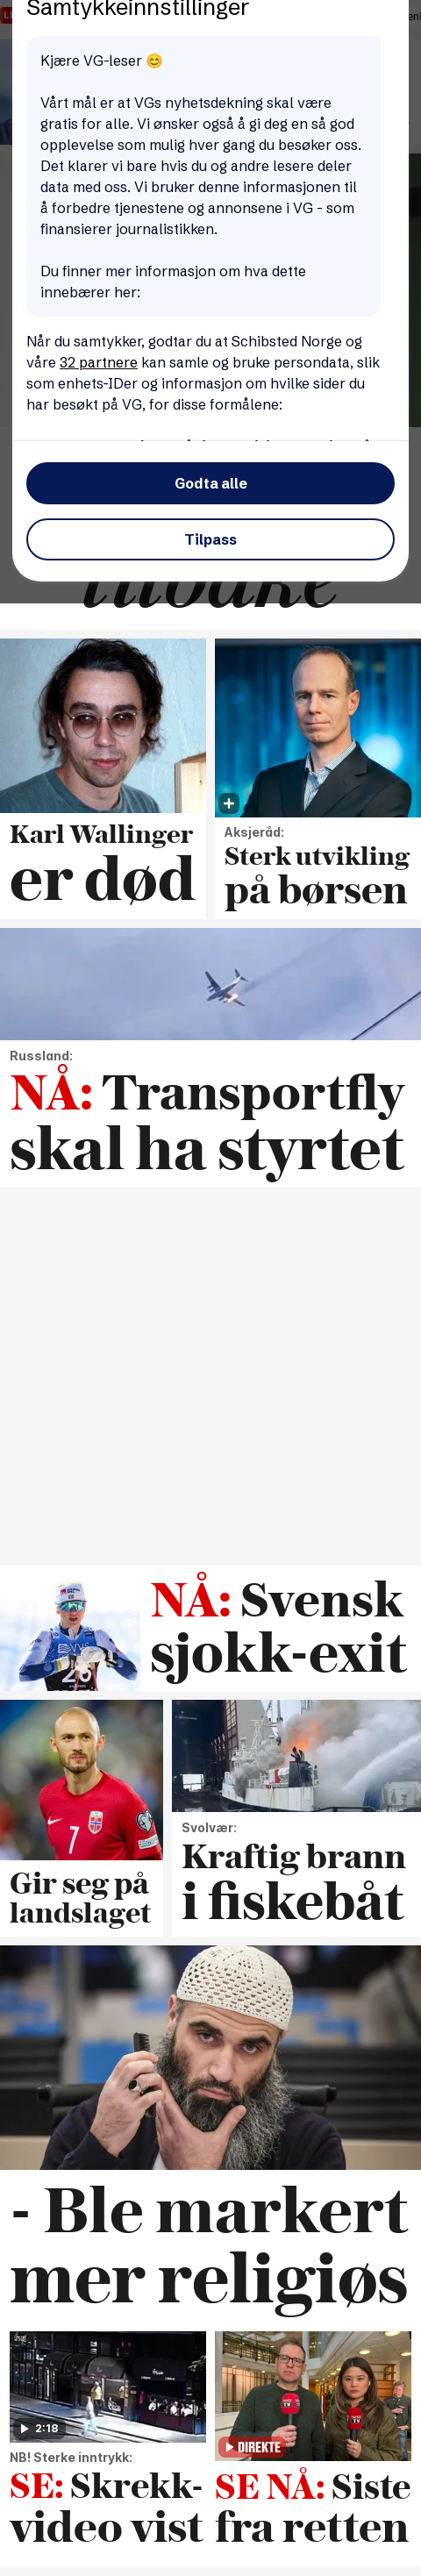 Samtykkeinnstillinger
Kjære VG-leser 😊
Vårt mål er at VGs nyhetsdekning skal være
gratis for alle. Vi ønsker også å gi deg en så god
opplevelse som mulig hver gang du besøker oss.
Det klarer vi bare hvis du og andre lesere deler
data med oss. Vi bruker denne informasjonen til
å forbedre tjenestene og annonsene i VG - som
finansierer journalistikken.
Du finner mer informasjon om hva dette
innebærer her:
Når du samtykker, godtar du at Schibsted Norge og
våre 32 partnere kan samle og bruke persondata, slik
som enhets-IDer og informasjon om hvilke sider du
har besøkt på VG, for disse formålene:
Godta alle
Tilpass
tilbake
Karl Wallinger
er død
Aksjeråd:
Sterk utvikling
på børsen
Russland:
NÅ: Transportfly
skal ha styrtet
NÅ: Svensk
sjokk-exit
7
Gir seg på
landslaget
Svolvær:
Kraftig brann
i fiskebåt
- Ble markert
mer religiøs
2:18
NB! Sterke inntrykk:
SE: Skrekk-
video vist
DIREKTE
SE NÅ: Siste
fra retten